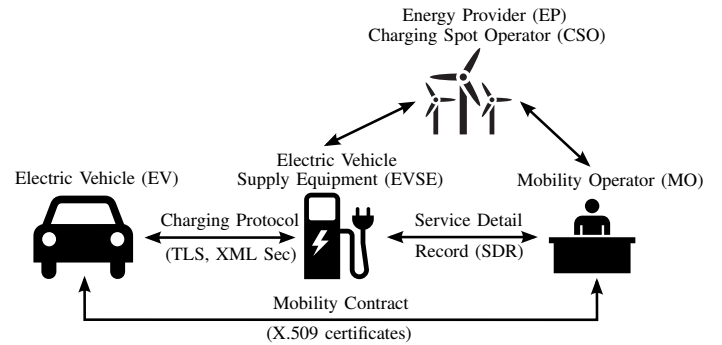 Energy Provider (EP)
Charging Spot Operator (CSO)
Electric Vehicle
Supply Equipment (EVSE)
Electric Vehicle (EV)
Mobility Operator (MO)
Charging Protocol
(TLS, XML Sec)
Service Detail
Record (SDR)
Mobility Contract
(X.509 certificates)